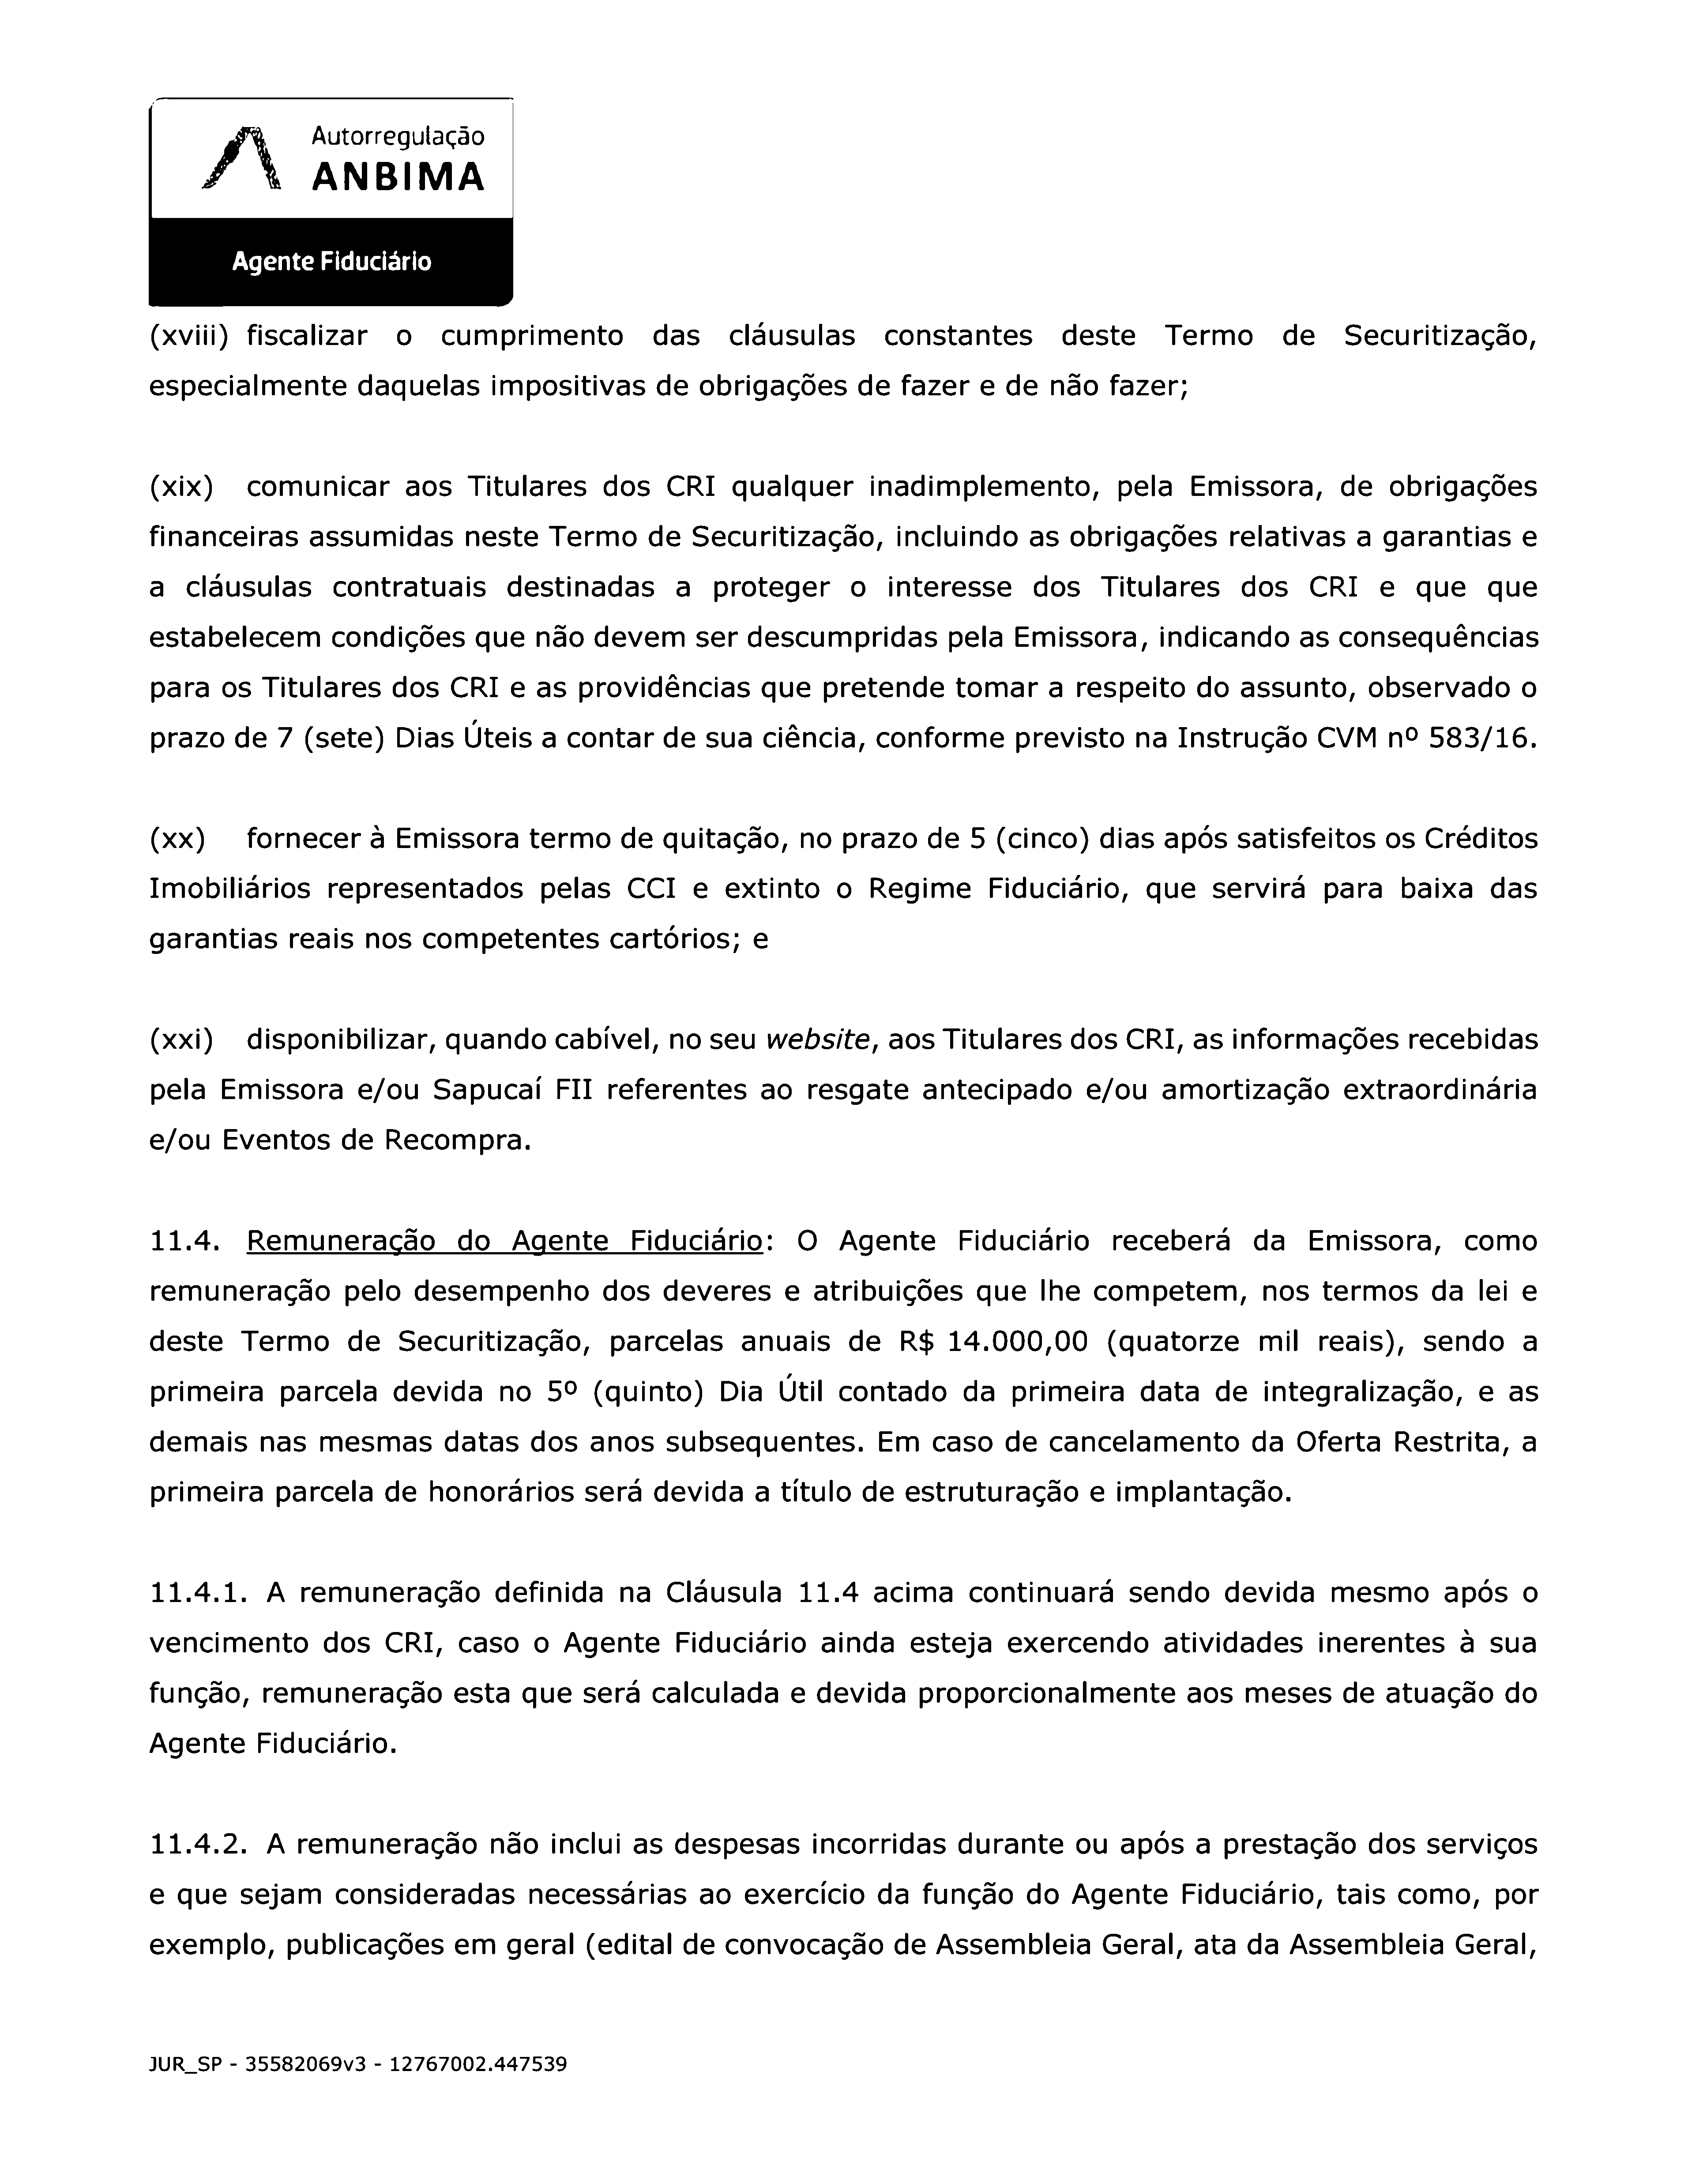 Autorregulação
ANBIMA
Agente Fiduciário
(xviii) fiscalizar o cumprimento das cláusulas constantes deste Termo de Securitização,
especialmente daquelas impositivas de obrigações de fazer e de não fazer;
(xix) comunicar aos Titulares dos CRI qualquer inadimplemento, pela Emissora, de obrigações
financeiras assumidas neste Termo de Securitização, incluindo as obrigações relativas a garantias e
a cláusulas contratuais destinadas a proteger o interesse dos Titulares dos CRI e que que
estabelecem condições que não devem ser descumpridas pela Emissora, indicando as consequências
para os Titulares dos CRI e as providências que pretende tomar a respeito do assunto, observado o
prazo de 7 (sete) Dias Úteis a contar de sua ciência, conforme previsto na Instrução CVM nº 583/16.
(xx) fornecer à Emissora termo de quitação, no prazo de 5 (cinco) dias após satisfeitos os Créditos
Imobiliários representados pelas CCI e extinto o Regime Fiduciário, que servirá para baixa das
garantias reais nos competentes cartórios; e
(xxi) disponibilizar, quando cabível, no seu website, aos Titulares dos CRI, as informações recebidas
pela Emissora e/ou Sapucaí FII referentes ao resgate antecipado e/ou amortização extraordinária
e/ou Eventos de Recompra.
11.4. Remuneração do Agente Fiduciário: O Agente Fiduciário receberá da Emissora, como
remuneração pelo desempenho dos deveres e atribuições que lhe competem, nos termos da lei e
deste Termo de Securitização, parcelas anuais de R$ 14.000,00 (quatorze mil reais), sendo a
primeira parcela devida no 5º (quinto) Dia Útil contado da primeira data de integralização, e as
demais nas mesmas datas dos anos subsequentes. Em caso de cancelamento da Oferta Restrita, a
primeira parcela de honorários será devida a título de estruturação e implantação.
11.4.1. A remuneração definida na Cláusula 11.4 acima continuará sendo devida mesmo após o
vencimento dos CRI, caso o Agente Fiduciário ainda esteja exercendo atividades inerentes à sua
função, remuneração esta que será calculada e devida proporcionalmente aos meses de atuação do
Agente Fiduciário.
11.4.2. A remuneração não inclui as despesas incorridas durante ou após a prestação dos serviços
e que sejam consideradas necessárias ao exercício da função do Agente Fiduciário, tais como, por
exemplo, publicações em geral (edital de convocação de Assembleia Geral, ata da Assembleia Geral,
JUR_SP - 35582069v3 - 12767002.447539